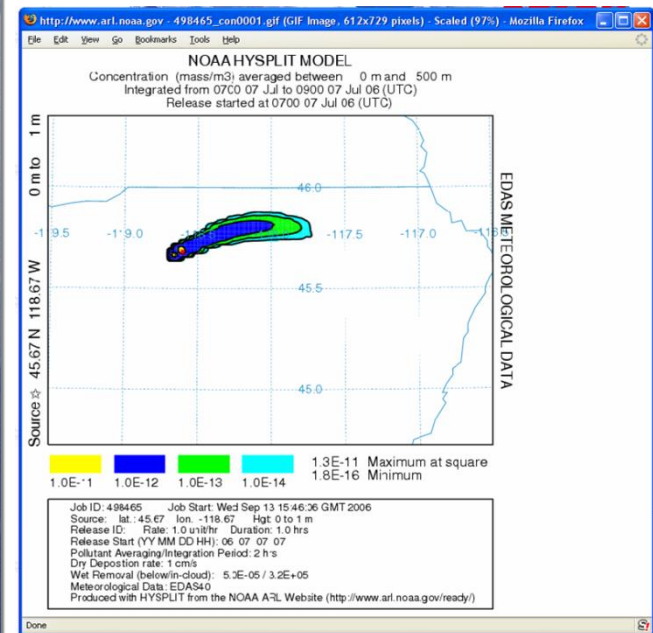 http://www.arl.noaa.gov - 498465_con0001.gif (GIF Image, 612x729 pixels) - Scaled (97%) - Mozilla Firefox
File Edit View Go Bookmarks Tools Help
NOAA HYSPLIT MODEL
Concentration (mass/m3) averaged between 0 m and 500 m
Integrated from 0700 07 Jul to 0900 07 Jul 06 (UTC)
Release started at 0700 07 Jul 06 (UTC)
Source ☆ 45.67 N 118.67 W 0 m to 1 m
46.0
-119.5 -119.0 -117.5 -117.0
45.5
45.0
EDAS METEOROLOGICAL DATA
1.0E-11 1.0E-12 1.0E-13 1.0E-14
1.3E-11 Maximum at square
1.8E-16 Minimum
Job ID: 498465 Job Start: Wed Sep 13 15:46:06 GMT 2006
Source: lat.: 45.67 lon. -118.67 Hgt: 0 to 1 m
Release ID: Rate: 1.0 unit/hr Duration: 1.0 hrs
Release Start (YY MM DD HH): 06 07 07 07
Pollutant Averaging/Integration Period: 2 hrs
Dry Deposition rate: 1 cm/s
Wet Removal (below/in-cloud): 5.0E-05 / 3.2E+05
Meteorological Data: EDAS40
Produced with HYSPLIT from the NOAA ARL Website (http://www.arl.noaa.gov/ready/)
Done